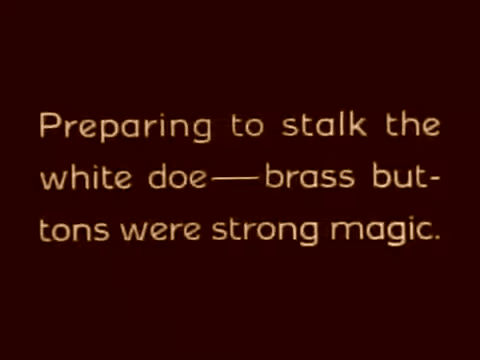 Preparing to stalk the
white doe—brass but-
tons were strong magic.